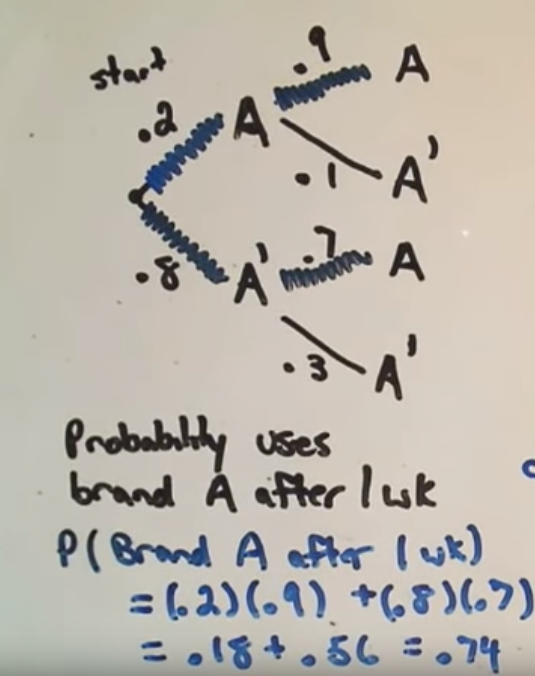 start
.2
A
.9
A
.1
A'
.8
A'
.7
A
.3
A'
Probability uses
brand A after 1 wk
P(Brand A after 1 wk)
=(.2)(.9) +(.8)(.7)
= .18 + .56 = .74